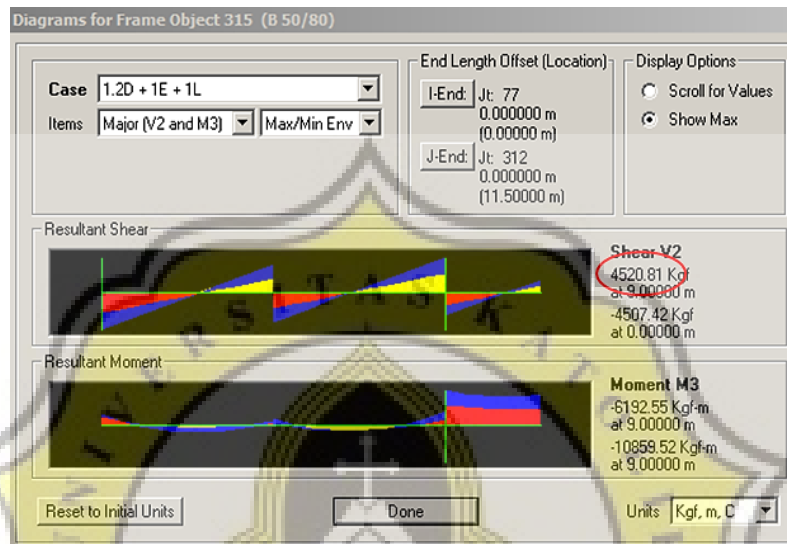 Diagrams for Frame Object 315 (B 50/80)
End Length Offset (Location)
Display Options
Case 1.2D + 1E + 1L
Items Major (V2 and M3) Max/Min Env
I-End: Jt: 77
0.000000 m
(0.00000 m)
J-End: Jt: 312
0.000000 m
(11.50000 m)
Scroll for Values
Show Max
Resultant Shear
Shear V2
4520.81 Kgf
at 9.00000 m
-4507.42 Kgf
at 0.00000 m
Resultant Moment
Moment M3
-6192.55 Kgf-m
at 9.00000 m
-10859.52 Kgf-m
at 9.00000 m
Reset to Initial Units
Done
Units Kgf, m, C